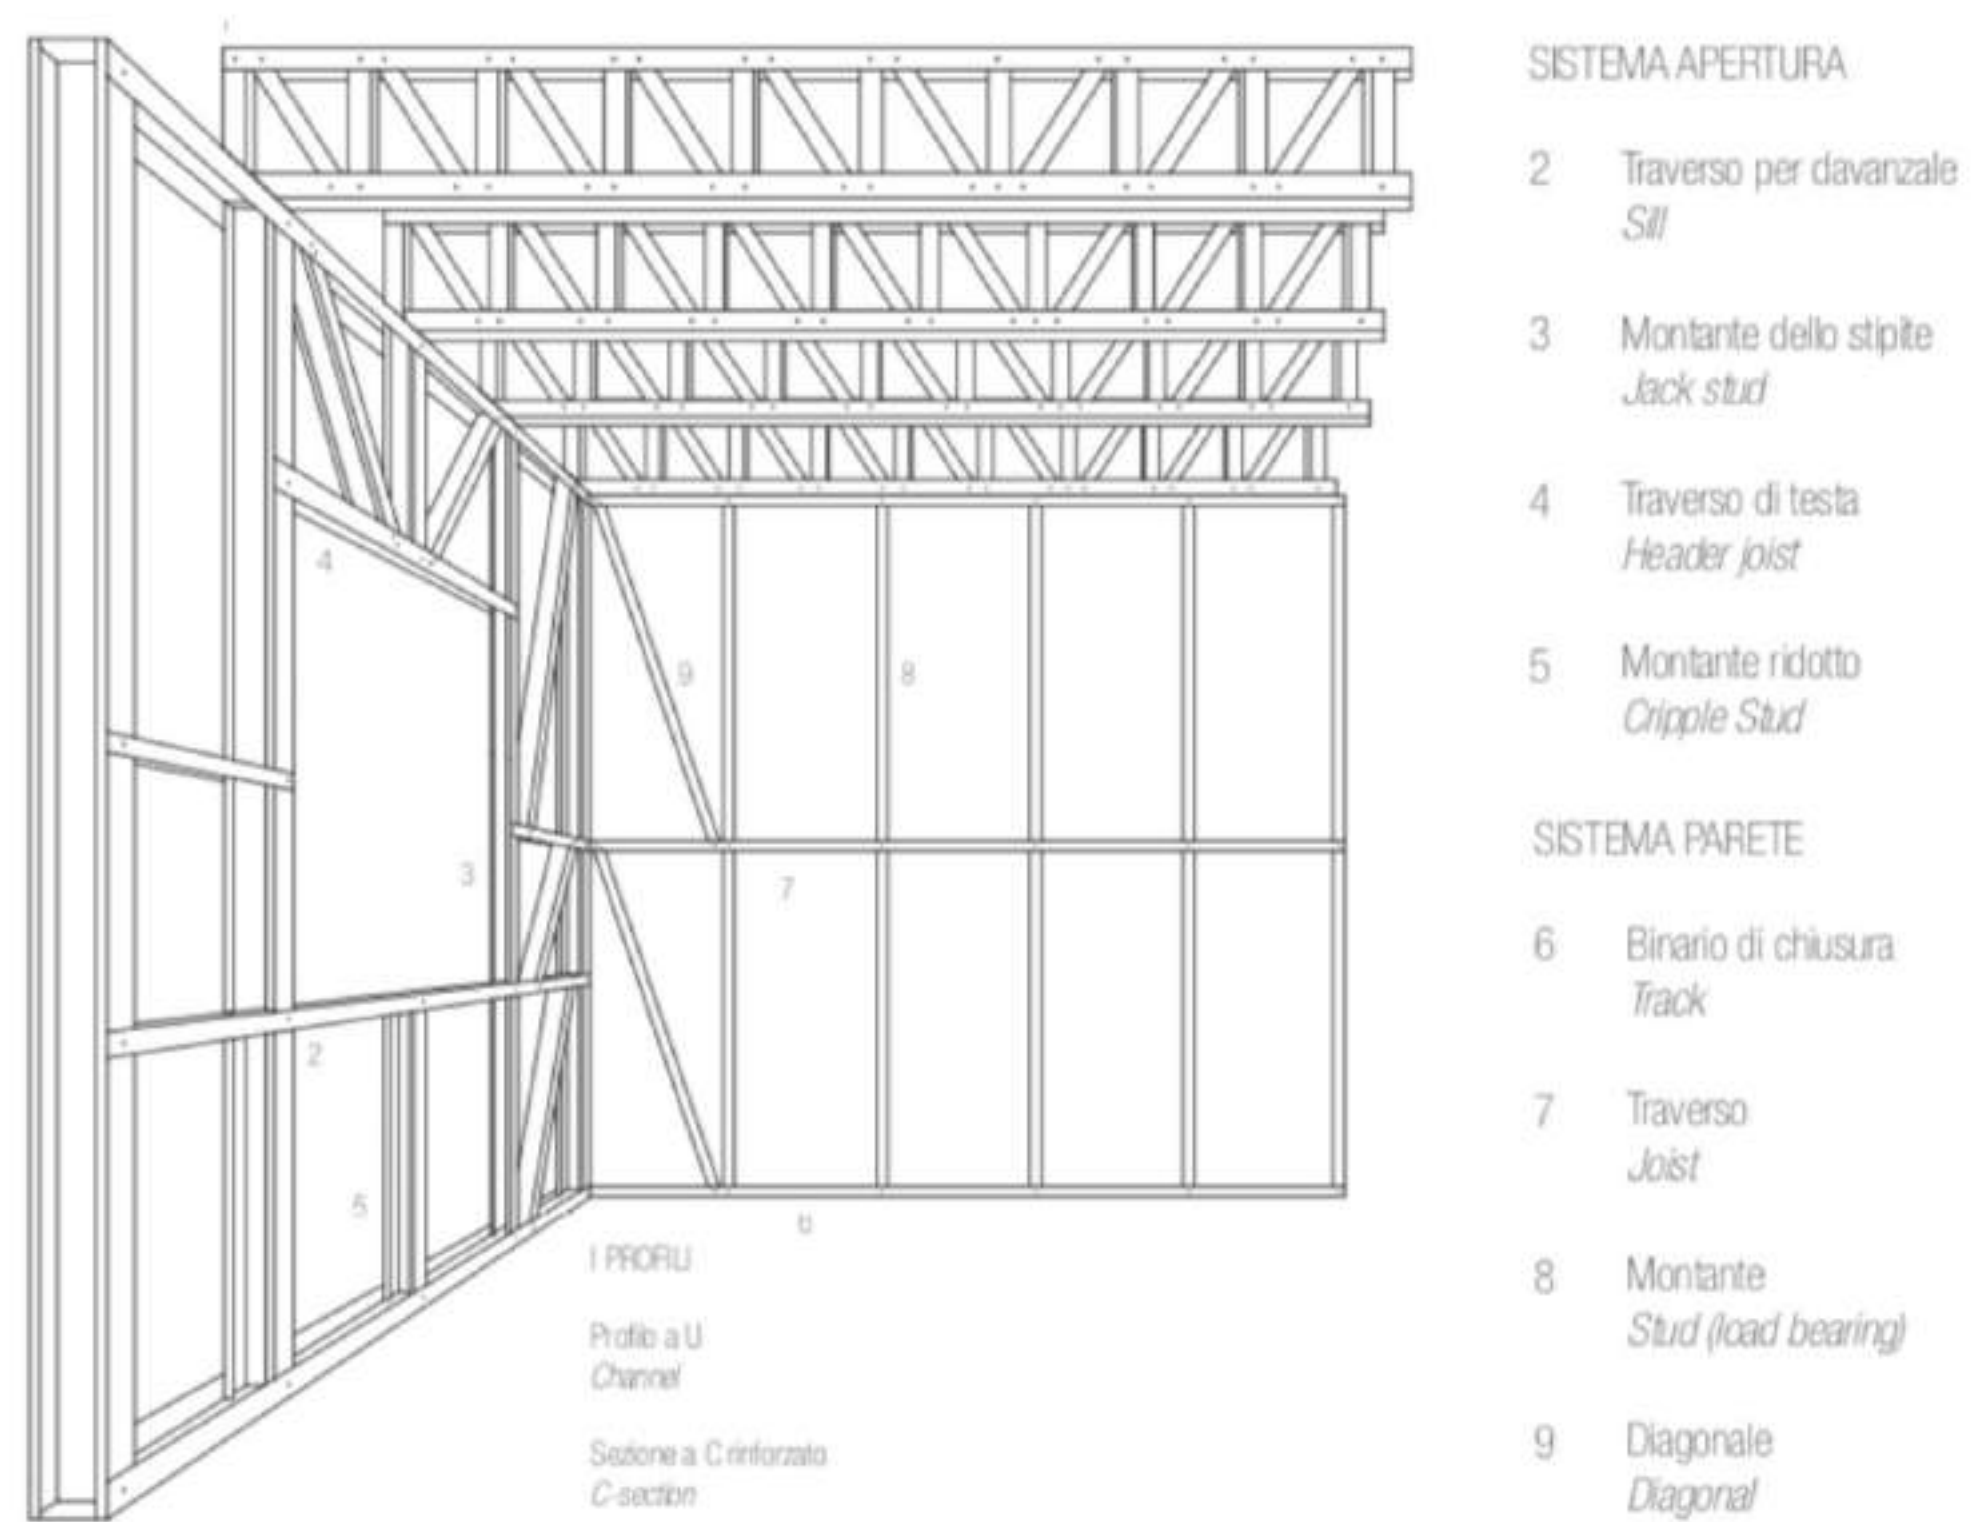 SISTEMA APERTURA
2 Traverso per davanzale
Sill
3 Montante dello stipite
Jack stud
4 Traverso di testa
Header joist
5 Montante ridotto
Cripple Stud
SISTEMA PARETE
6 Binario di chiusura
Track
7 Traverso
Joist
8 Montante
Stud (load bearing)
9 Diagonale
Diagonal
4
9
8
3
7
2
5
6
I PROFILI
Profilo a U
Channel
Sezione a C rinforzato
C-section